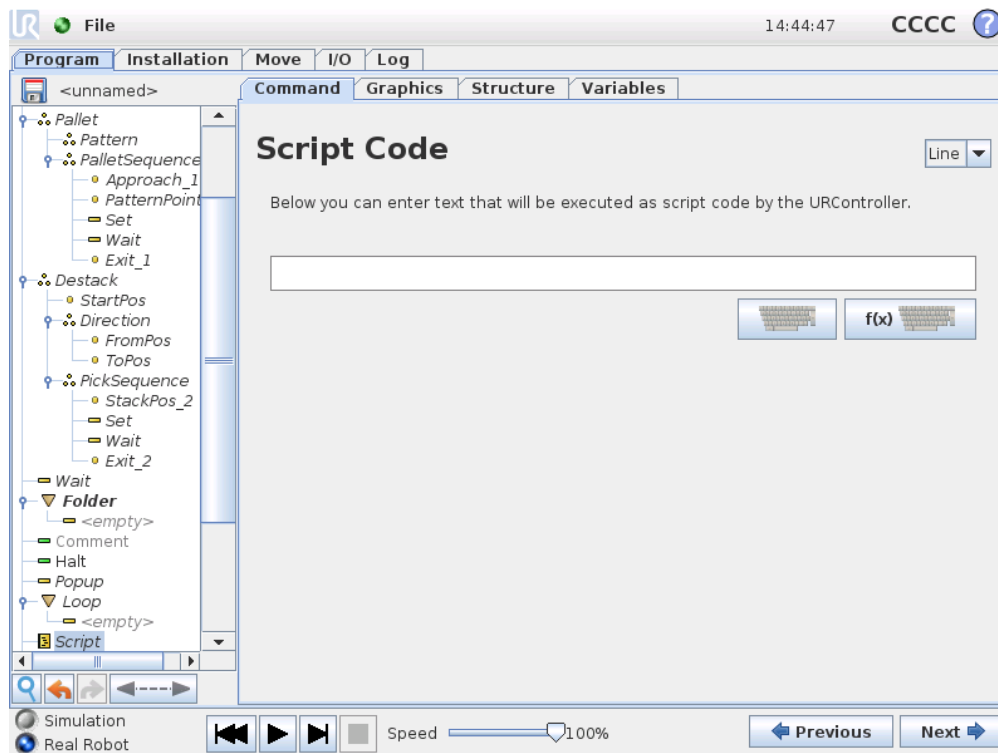 UR File 14:44:47 CCCC ?
Program Installation Move I/O Log
<unnamed> Command Graphics Structure Variables
Pallet
Pattern
PalletSequence
Approach_1
PatternPoint
Set
Wait
Exit_1
Destack
StartPos
Direction
FromPos
ToPos
PickSequence
StackPos_2
Set
Wait
Exit_2
Wait
Folder
<empty>
Comment
Halt
Popup
Loop
<empty>
Script
Script Code
Line
Below you can enter text that will be executed as script code by the URController.
f(x)
Simulation
Real Robot
Speed 100%
Previous Next